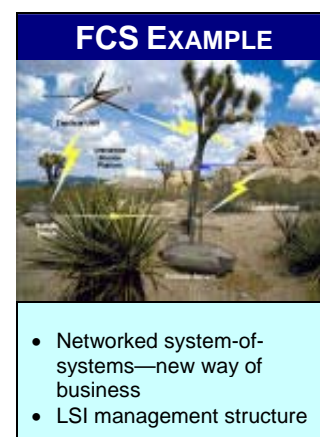 FCS EXAMPLE
• Networked system-of-
systems—new way of
business
• LSI management structure